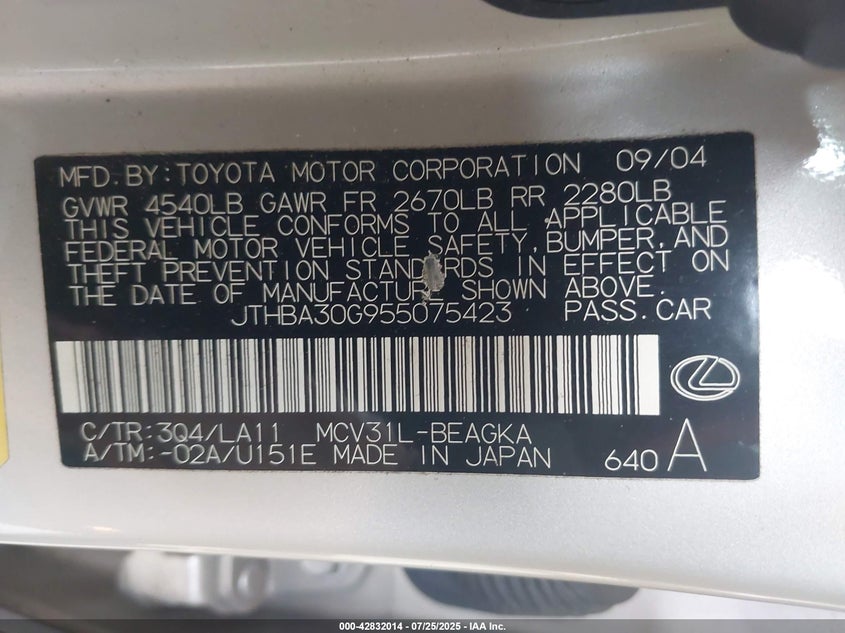 MFD.BY:TOYOTA MOTOR CORPORATION 09/04
GVWR 4540LB GAWR FR 2670LB RR 2280LB
THIS VEHICLE CONFORMS TO ALL APPLICABLE
FEDERAL MOTOR VEHICLE SAFETY,BUMPER,AND
THEFT PREVENTION STANDARDS IN EFFECT ON
THE DATE OF MANUFACTURE SHOWN ABOVE.
JTHBA30G955075423 PASS.CAR
C/TR:3Q4/LA11 MCV31L-BEAGKA
A/TM:-02A/U151E MADE IN JAPAN 640 A
000-42832014 / 07/25/2025 - IAA Inc.